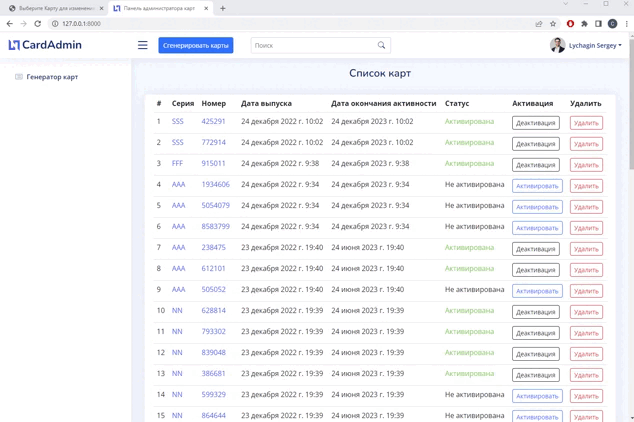 Выберите Карту для изменени
Панель администратора карт
127.0.0.1:8000
CardAdmin
Сгенерировать карты
Поиск
Lychagin Sergey
Генератор карт
Список карт
# Серия Номер Дата выпуска Дата окончания активности Статус Активация Удалить
1 SSS 425291 24 декабря 2022 г. 10:02 24 декабря 2023 г. 10:02 Активирована Деактивация Удалить
2 SSS 772914 24 декабря 2022 г. 10:02 24 декабря 2023 г. 10:02 Активирована Деактивация Удалить
3 FFF 915011 24 декабря 2022 г. 9:38 24 декабря 2023 г. 9:38 Активирована Деактивация Удалить
4 AAA 1934606 24 декабря 2022 г. 9:34 24 декабря 2023 г. 9:34 Не активирована Активировать Удалить
5 AAA 5054079 24 декабря 2022 г. 9:34 24 декабря 2023 г. 9:34 Не активирована Активировать Удалить
6 AAA 8583799 24 декабря 2022 г. 9:34 24 декабря 2023 г. 9:34 Не активирована Активировать Удалить
7 AAA 238475 23 декабря 2022 г. 19:40 24 июня 2023 г. 19:40 Активирована Деактивация Удалить
8 AAA 612101 23 декабря 2022 г. 19:40 24 июня 2023 г. 19:40 Активирована Деактивация Удалить
9 AAA 505052 23 декабря 2022 г. 19:40 24 июня 2023 г. 19:40 Не активирована Активировать Удалить
10 NN 628814 23 декабря 2022 г. 19:39 24 июня 2023 г. 19:39 Активирована Деактивация Удалить
11 NN 793302 23 декабря 2022 г. 19:39 24 июня 2023 г. 19:39 Активирована Деактивация Удалить
12 NN 839048 23 декабря 2022 г. 19:39 24 июня 2023 г. 19:39 Активирована Деактивация Удалить
13 NN 386681 23 декабря 2022 г. 19:39 24 июня 2023 г. 19:39 Активирована Деактивация Удалить
14 NN 599329 23 декабря 2022 г. 19:39 24 июня 2023 г. 19:39 Не активирована Активировать Удалить
15 NN 864644 23 декабря 2022 г. 19:39 24 июня 2023 г. 19:39 Не активирована Активировать Удалить